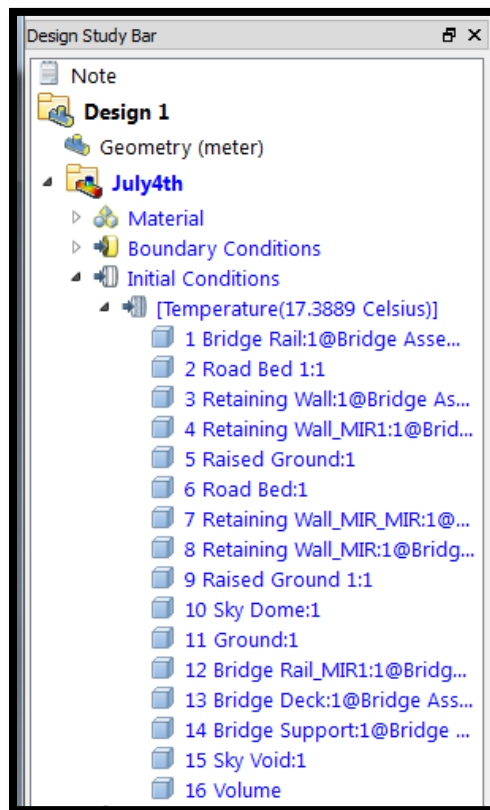 Design Study Bar
Note
Design 1
Geometry (meter)
July4th
Material
Boundary Conditions
Initial Conditions
[Temperature(17.3889 Celsius)]
1 Bridge Rail:1@Bridge Asse...
2 Road Bed 1:1
3 Retaining Wall:1@Bridge As...
4 Retaining Wall_MIR1:1@Brid...
5 Raised Ground:1
6 Road Bed:1
7 Retaining Wall_MIR_MIR:1@...
8 Retaining Wall_MIR:1@Bridg...
9 Raised Ground 1:1
10 Sky Dome:1
11 Ground:1
12 Bridge Rail_MIR1:1@Bridg...
13 Bridge Deck:1@Bridge Ass...
14 Bridge Support:1@Bridge ...
15 Sky Void:1
16 Volume